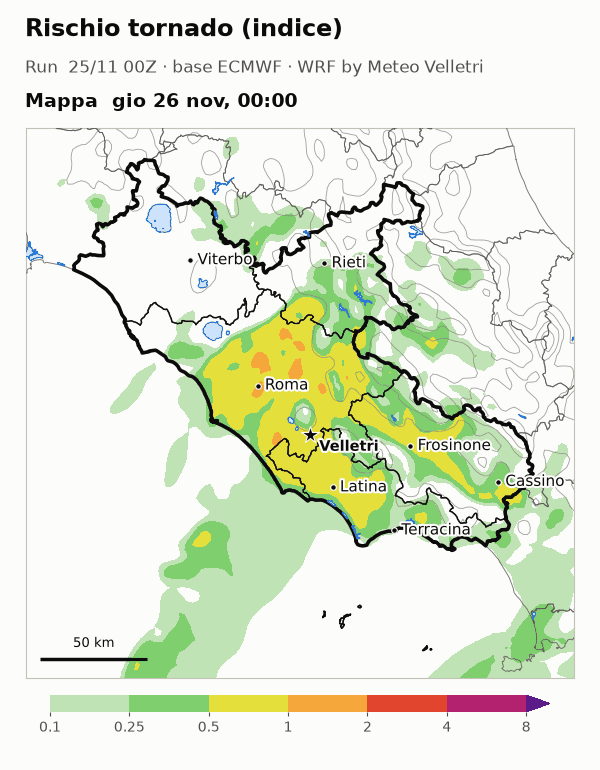 Rischio tornado (indice)
Run  25/11 00Z · base ECMWF · WRF by Meteo Velletri
Mappa  gio 26 nov, 00:00
Viterbo
Rieti
Roma
Velletri
Frosinone
Cassino
Latina
Terracina
50 km
0.1 0.25 0.5 1 2 4 8